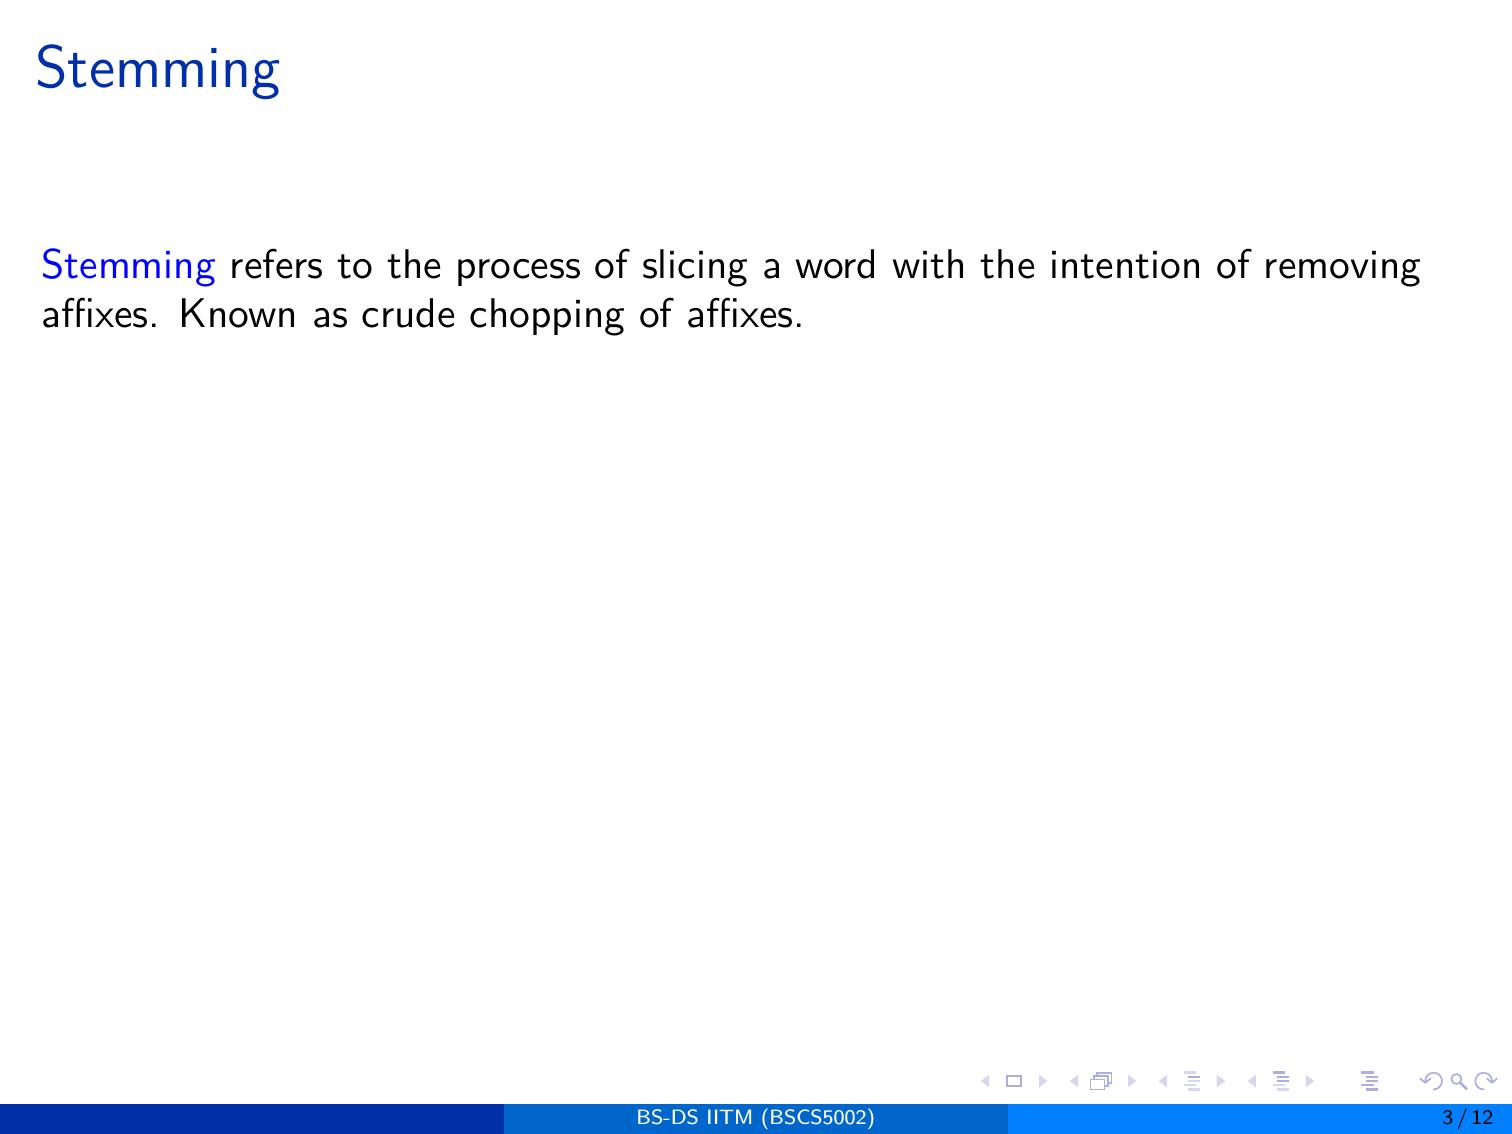 Stemming
Stemming refers to the process of slicing a word with the intention of removing
affixes. Known as crude chopping of affixes.
BS-DS IITM (BSCS5002)
3 / 12